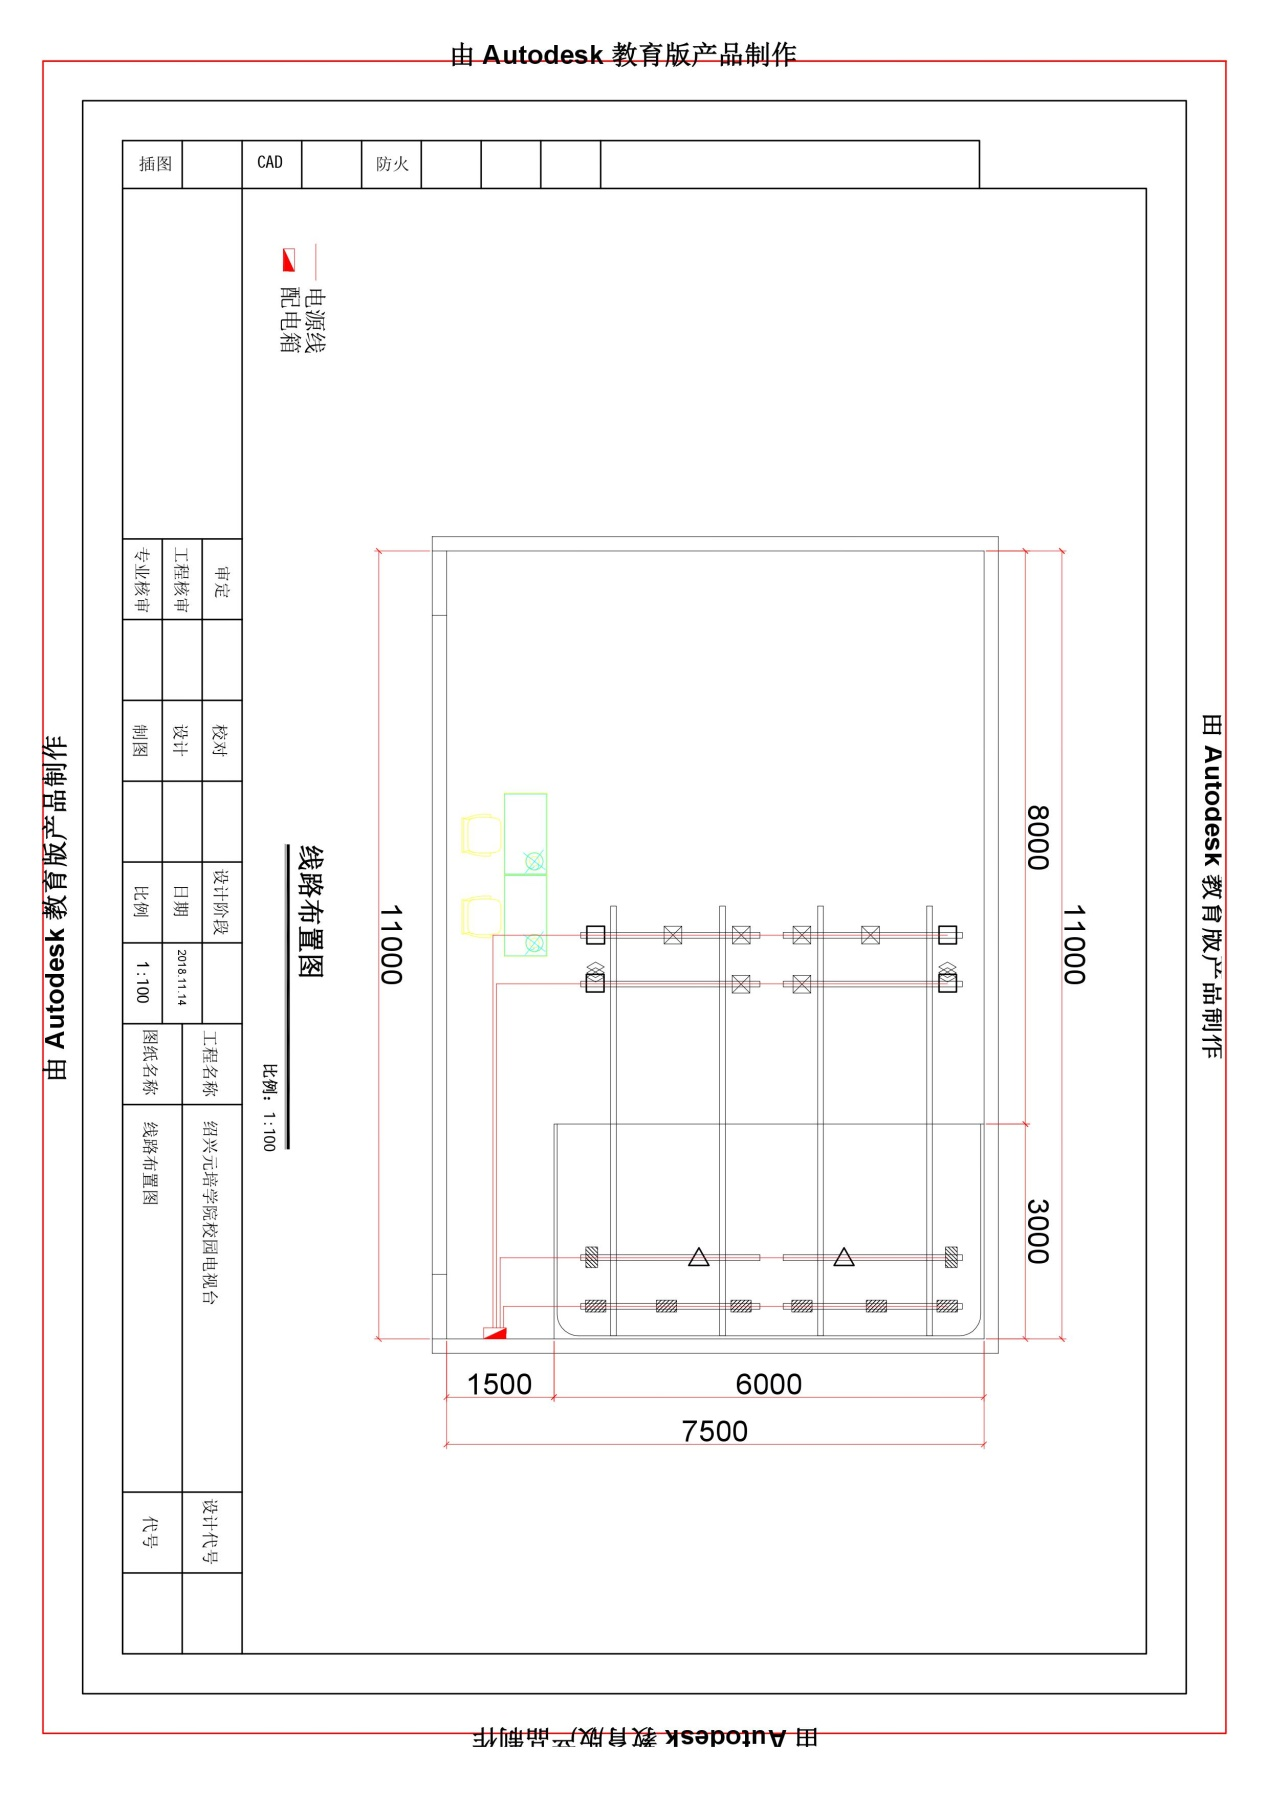 由 Autodesk 教育版产品制作
插图
CAD
防火
电源线
配电箱
审定
工程核审
专业核审
校对
设计
制图
设计阶段
日期
2018.11.14
比例
1:100
工程名称
绍兴元培学院校园电视台
图纸名称
线路布置图
设计代号
代号
线路布置图
比例：1:100
11000
8000
11000
3000
1500
6000
7500
由 Autodesk 教育版产品制作
由 Autodesk 教育版产品制作
由 Autodesk 教育版产品制作